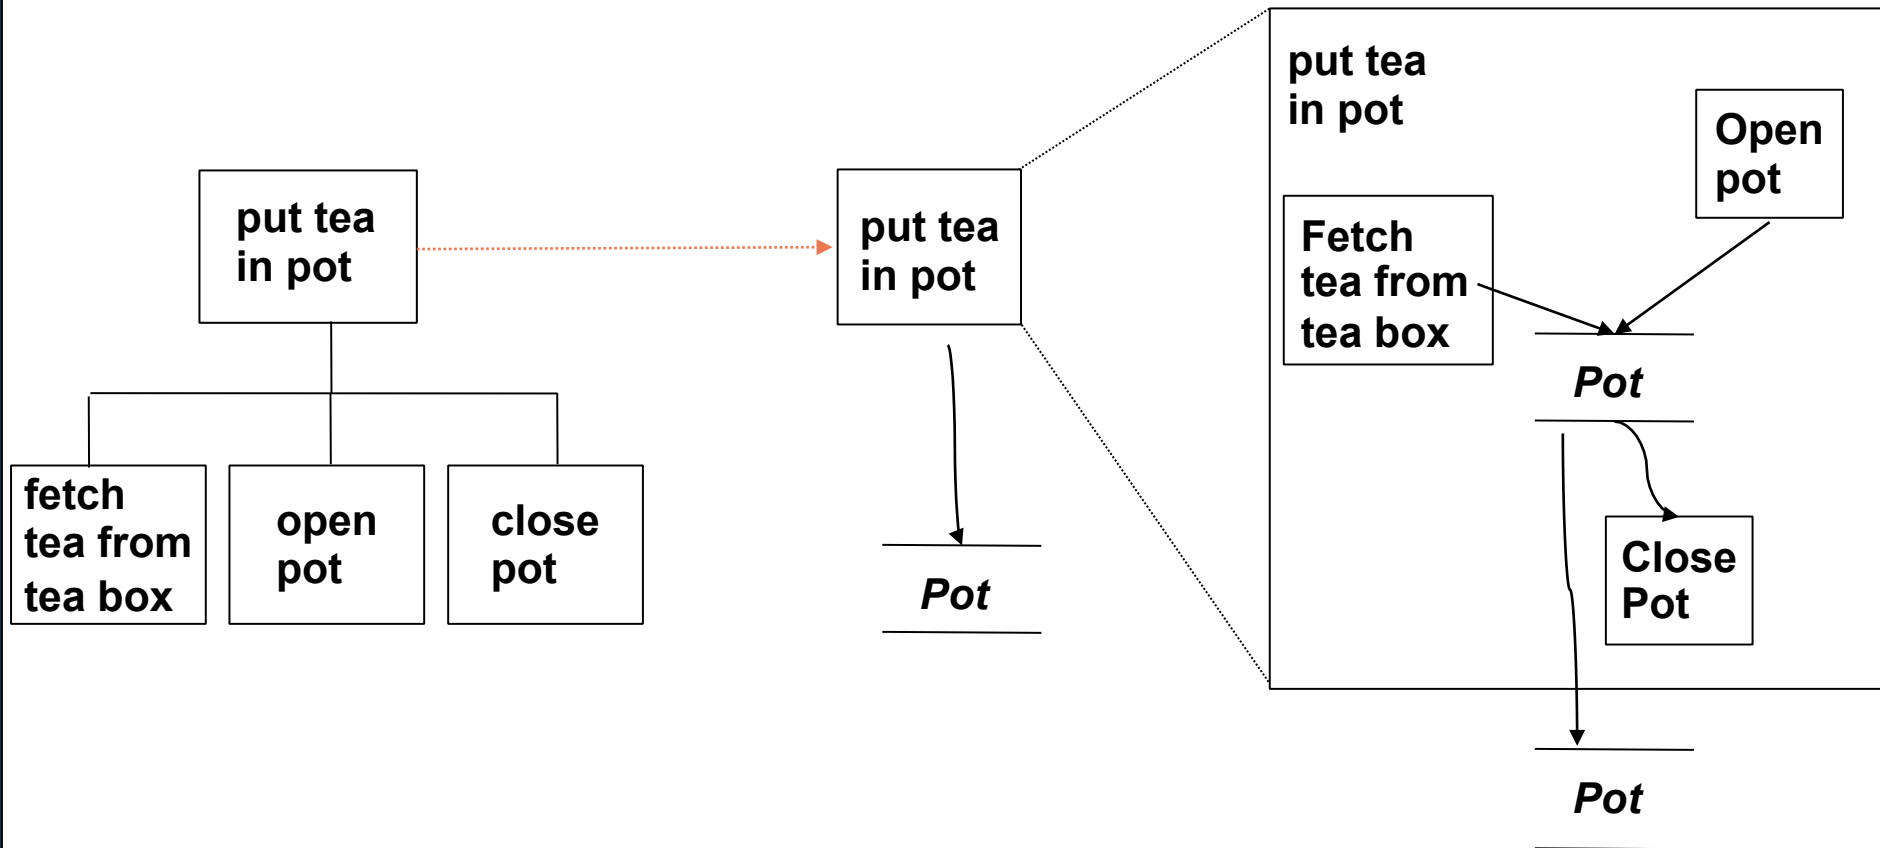 put tea
in pot
fetch
tea from
tea box
open
pot
close
pot
put tea
in pot
Pot
put tea
in pot
Open
pot
Fetch
tea from
tea box
Pot
Close
Pot
Pot